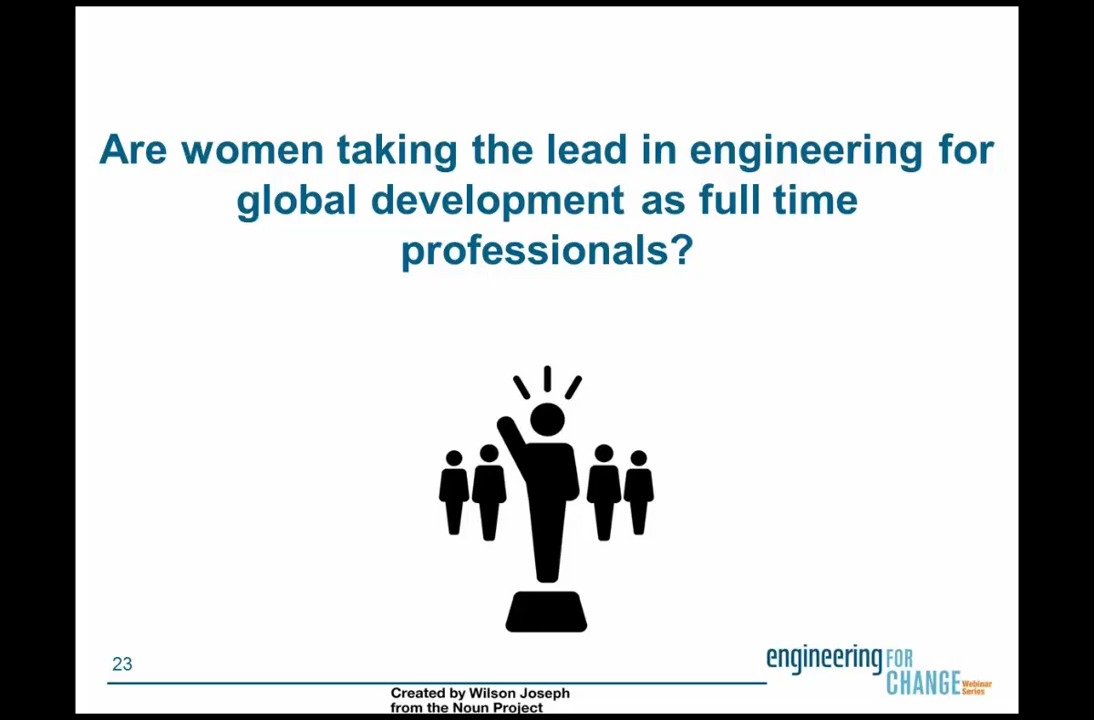 Are women taking the lead in engineering for
global development as full time
professionals?
23
engineering FOR
CHANGE Webinar
Series
Created by Wilson Joseph
from the Noun Project